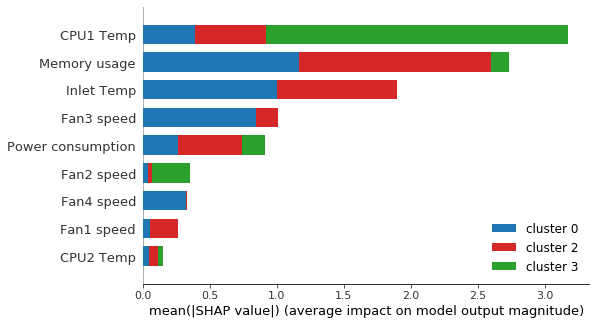 CPU1 Temp
Memory usage
Inlet Temp
Fan3 speed
Power consumption
Fan2 speed
Fan4 speed
Fan1 speed
CPU2 Temp
cluster 0
cluster 2
cluster 3
0.0 0.5 1.0 1.5 2.0 2.5 3.0
mean(|SHAP value|) (average impact on model output magnitude)